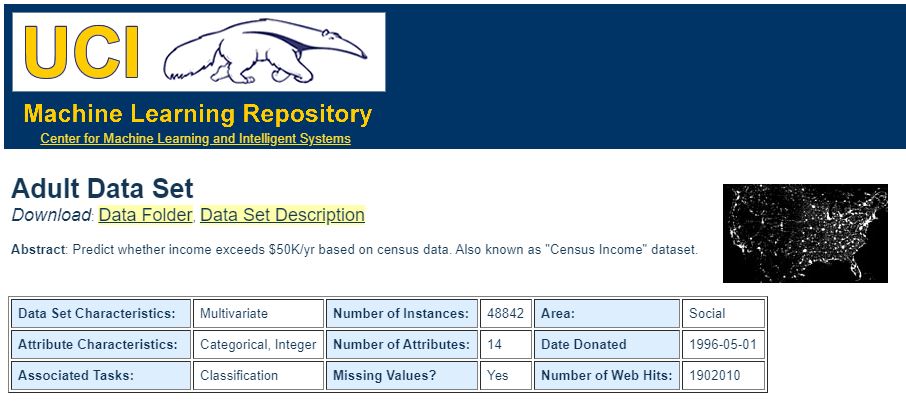 UCI
Machine Learning Repository
Center for Machine Learning and Intelligent Systems
Adult Data Set
Download: Data Folder, Data Set Description
Abstract: Predict whether income exceeds $50K/yr based on census data. Also known as "Census Income" dataset.
Data Set Characteristics: Multivariate Number of Instances: 48842 Area: Social
Attribute Characteristics: Categorical, Integer Number of Attributes: 14 Date Donated 1996-05-01
Associated Tasks: Classification Missing Values? Yes Number of Web Hits: 1902010